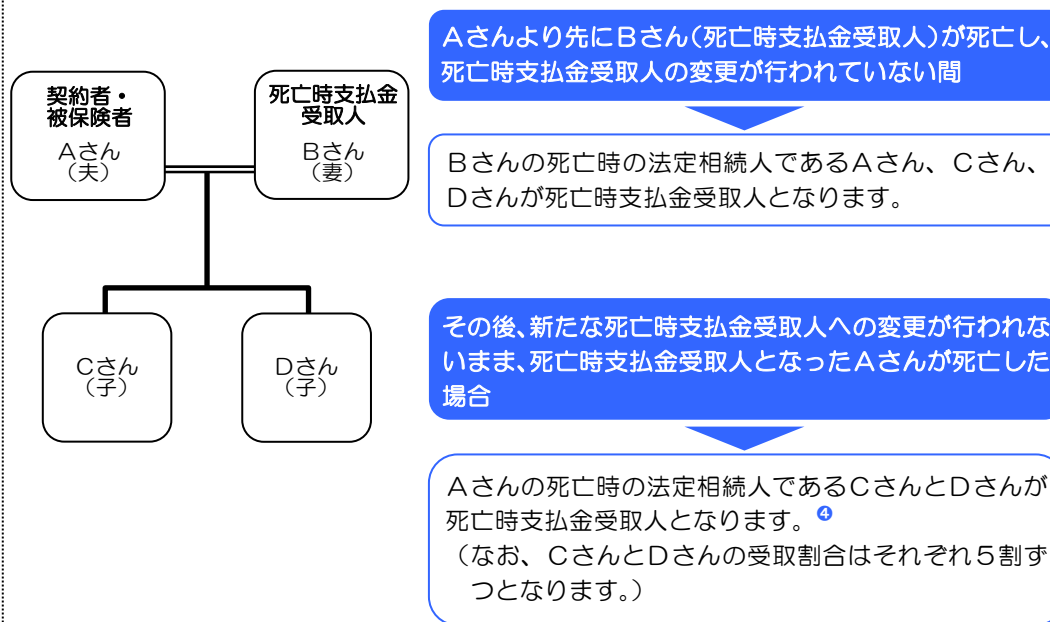 契約者・
被保険者
Aさん
(夫)
死亡時支払金
受取人
Bさん
(妻)
Cさん
(子)
Dさん
(子)
Aさんより先にBさん(死亡時支払金受取人)が死亡し、
死亡時支払金受取人の変更が行われていない間
Bさんの死亡時の法定相続人であるAさん、Cさん、
Dさんが死亡時支払金受取人となります。
その後、新たな死亡時支払金受取人への変更が行われな
いまま、死亡時支払金受取人となったAさんが死亡した
場合
Aさんの死亡時の法定相続人であるCさんとDさんが
死亡時支払金受取人となります。❹
(なお、CさんとDさんの受取割合はそれぞれ5割ず
つとなります。)